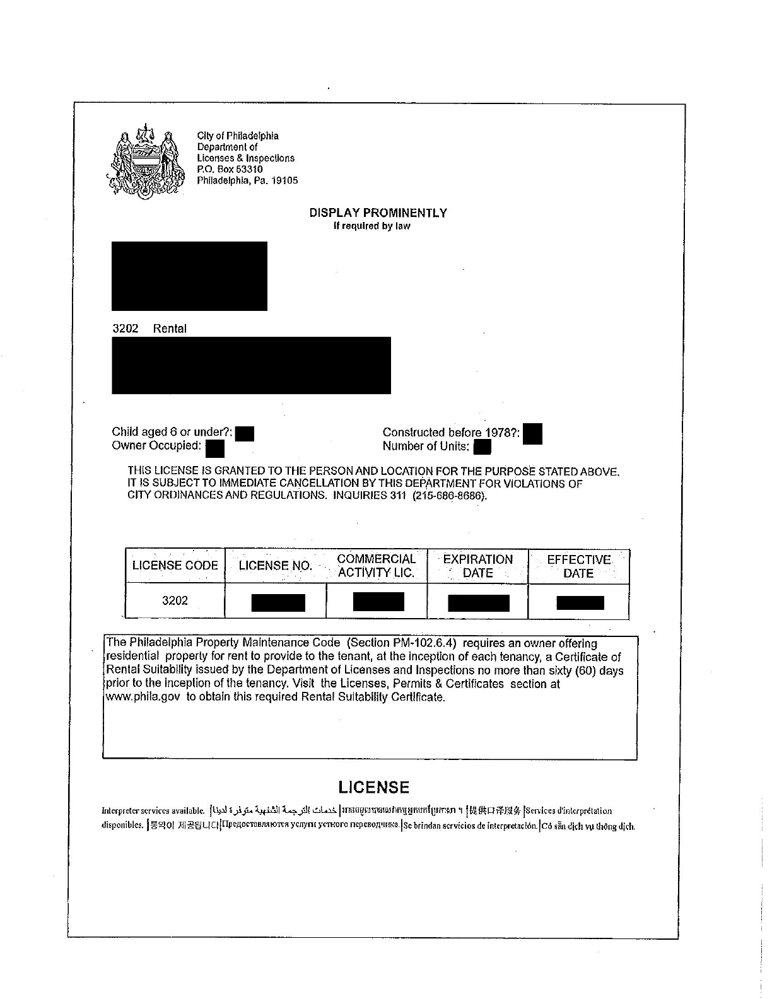 City of Philadelphia
Department of
Licenses & Inspections
P.O. Box 53310
Philadelphia, Pa. 19105
DISPLAY PROMINENTLY
if required by law
3202 Rental
Child aged 6 or under?:
Constructed before 1978?:
Owner Occupied:
Number of Units:
THIS LICENSE IS GRANTED TO THE PERSON AND LOCATION FOR THE PURPOSE STATED ABOVE.
IT IS SUBJECT TO IMMEDIATE CANCELLATION BY THIS DEPARTMENT FOR VIOLATIONS OF
CITY ORDINANCES AND REGULATIONS. INQUIRIES 311 (215-686-8686).
LICENSE CODE LICENSE NO. COMMERCIAL ACTIVITY LIC. EXPIRATION DATE EFFECTIVE DATE
3202
The Philadelphia Property Maintenance Code (Section PM-102.6.4) requires an owner offering
residential property for rent to provide to the tenant, at the inception of each tenancy, a Certificate of
Rental Suitability issued by the Department of Licenses and Inspections no more than sixty (60) days
prior to the inception of the tenancy. Visit the Licenses, Permits & Certificates section at
www.phila.gov to obtain this required Rental Suitability Certificate.
LICENSE
Interpreter services available. | خدمات الترجمة الشفهية متوفرة لدينا | 提供口译服务 | Services d'interprétation
disponibles. | 통역이 제공됩니다 | Предоставляются услуги устного переводчика. | Se brindan servicios de interpretación. | Có sẵn dịch vụ thông dịch.